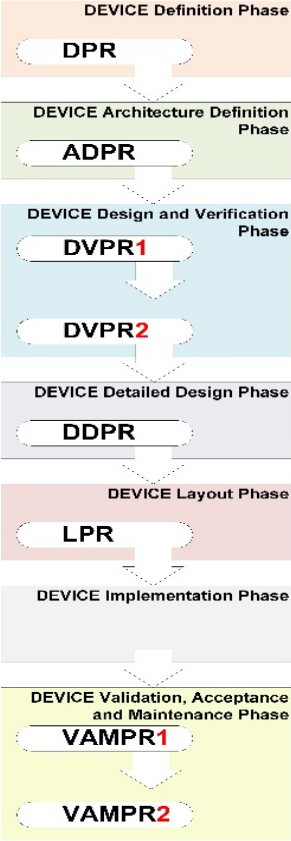 DEVICE Definition Phase
DPR
DEVICE Architecture Definition
Phase
ADPR
DEVICE Design and Verification
Phase
DVPR1
DVPR2
DEVICE Detailed Design Phase
DDPR
DEVICE Layout Phase
LPR
DEVICE Implementation Phase
DEVICE Validation, Acceptance
and Maintenance Phase
VAMPR1
VAMPR2